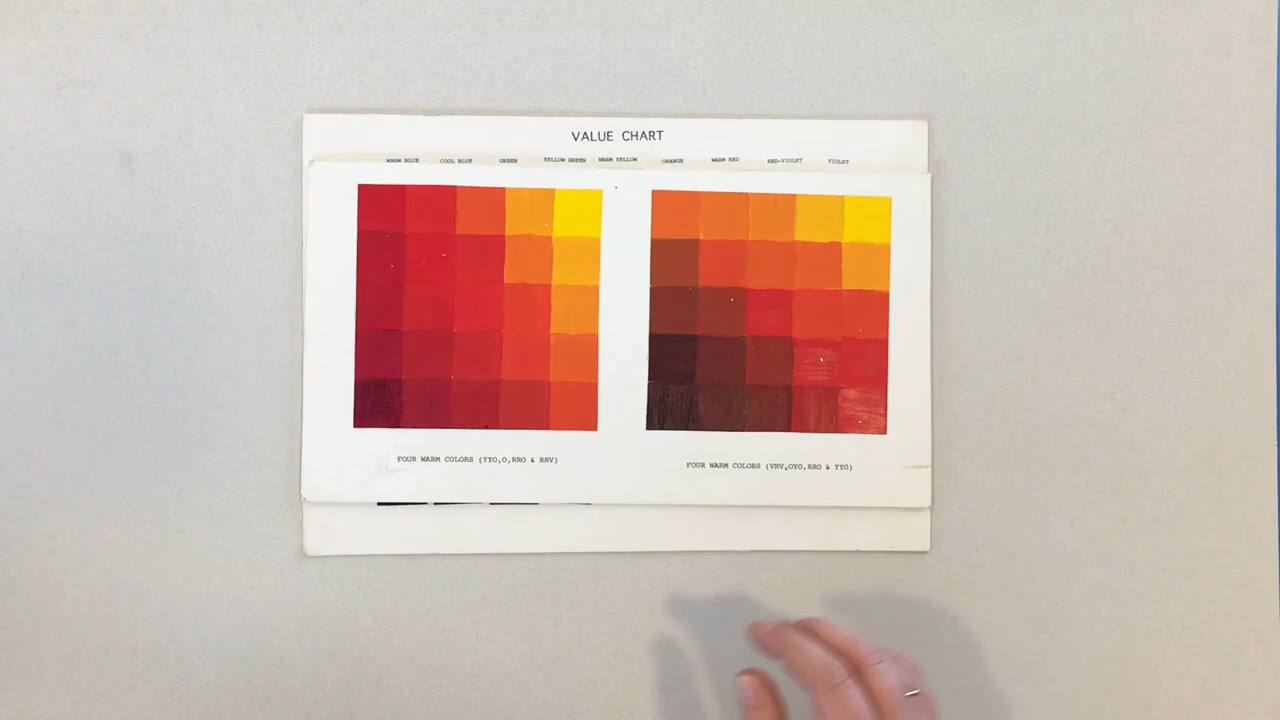 VALUE CHART
WARM BLUE COOL BLUE GREEN YELLOW GREEN WARM YELLOW ORANGE WARM RED RED-VIOLET VIOLET
FOUR WARM COLORS (YYO,O,RRO & RRV)
FOUR WARM COLORS (VRV,OYO,RRO & YYO)